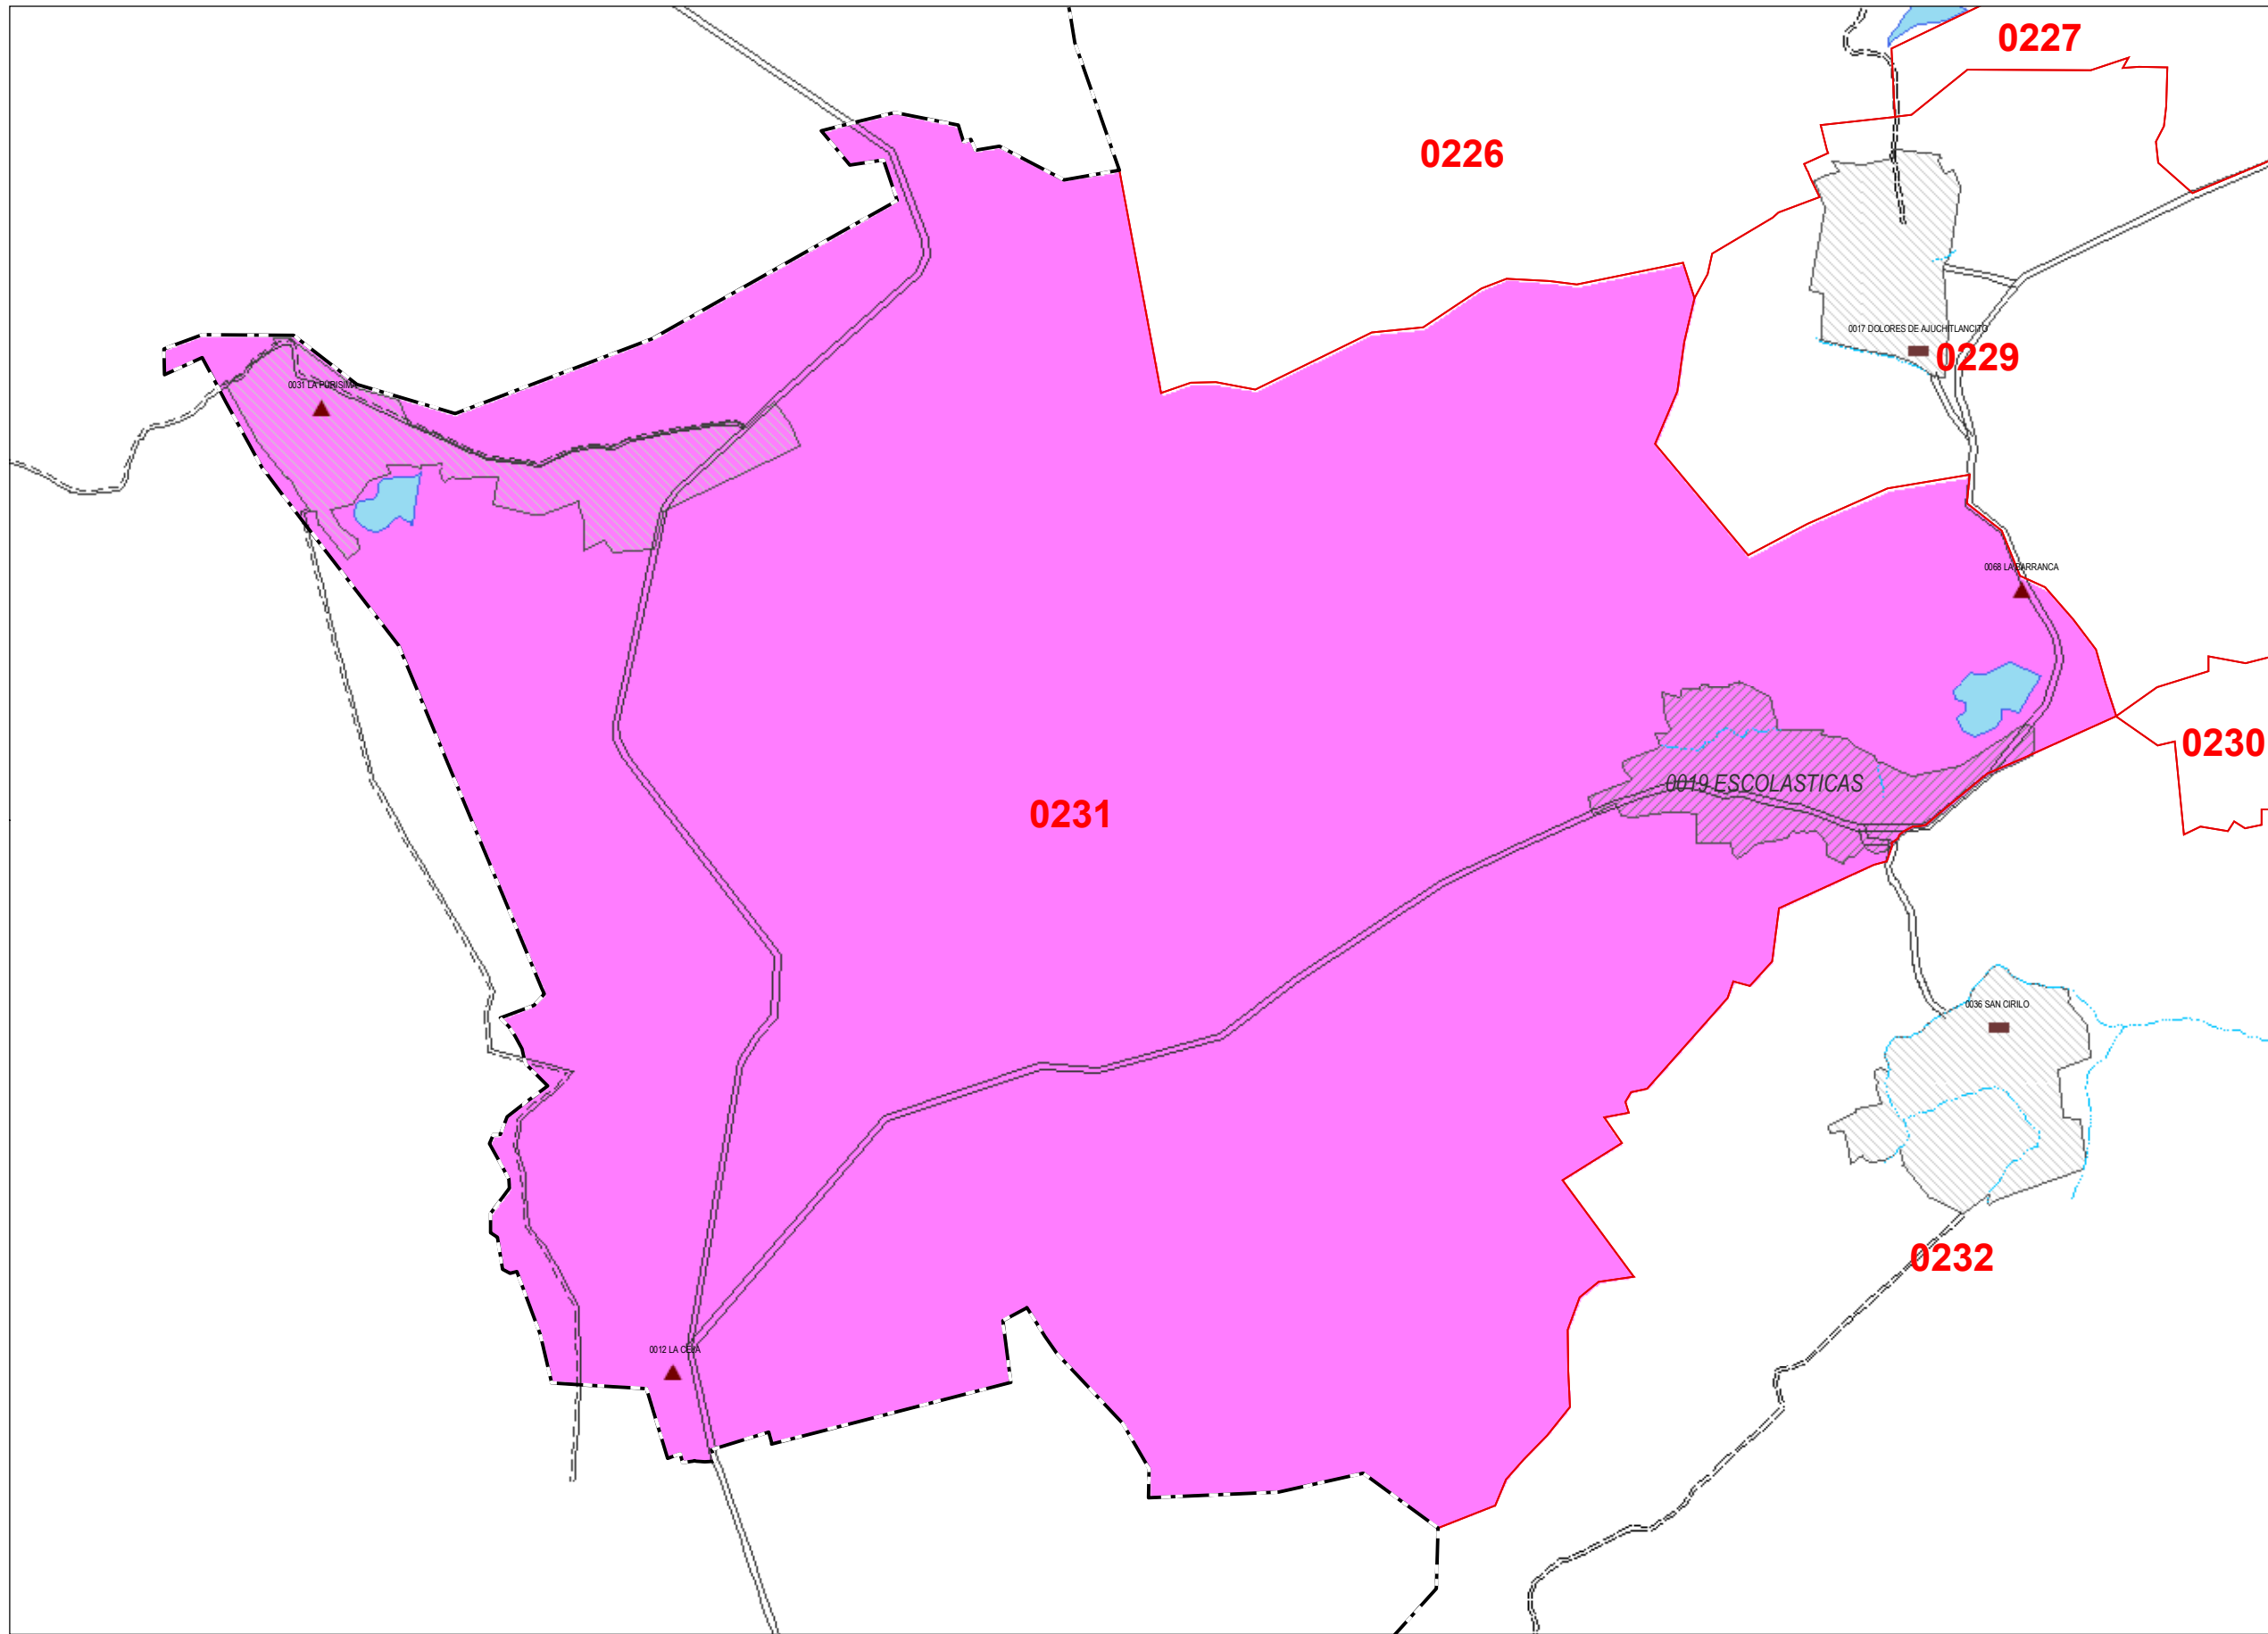 0227
0226
0017 DOLORES DE AJUCHITLANCITO
0229
0031 LA PURISIMA
0068 LA BARRANCA
0230
0019 ESCOLASTICAS
0231
0036 SAN CIRILO
0232
0012 LA CEJA